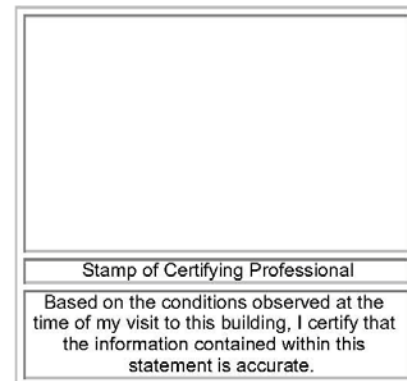 Stamp of Certifying Professional
Based on the conditions observed at the
time of my visit to this building, I certify that
the information contained within this
statement is accurate.